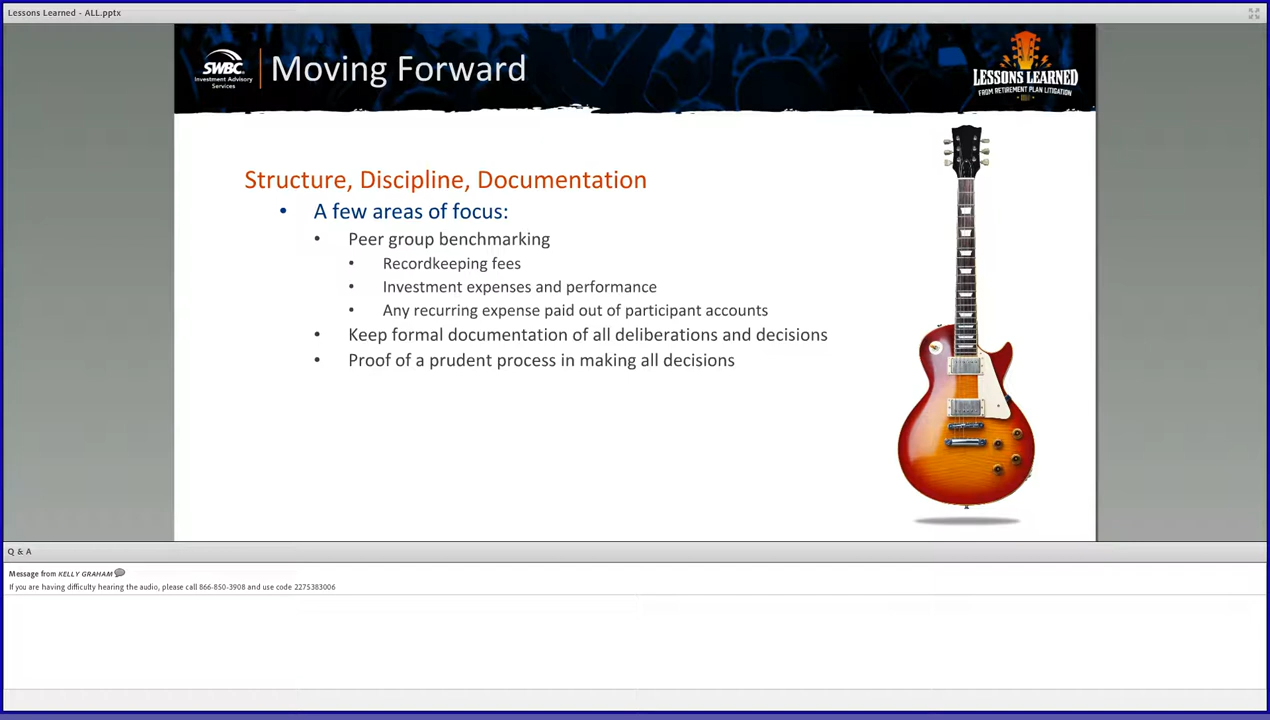 Lessons Learned - ALL.pptx
SWBC
Investment Advisory
Services
Moving Forward
LESSONS LEARNED
FROM RETIREMENT PLAN LITIGATION
Structure, Discipline, Documentation
• A few areas of focus:
• Peer group benchmarking
• Recordkeeping fees
• Investment expenses and performance
• Any recurring expense paid out of participant accounts
• Keep formal documentation of all deliberations and decisions
• Proof of a prudent process in making all decisions
Q & A
Message from KELLY GRAHAM
If you are having difficulty hearing the audio, please call 866-850-3908 and use code 2275383006